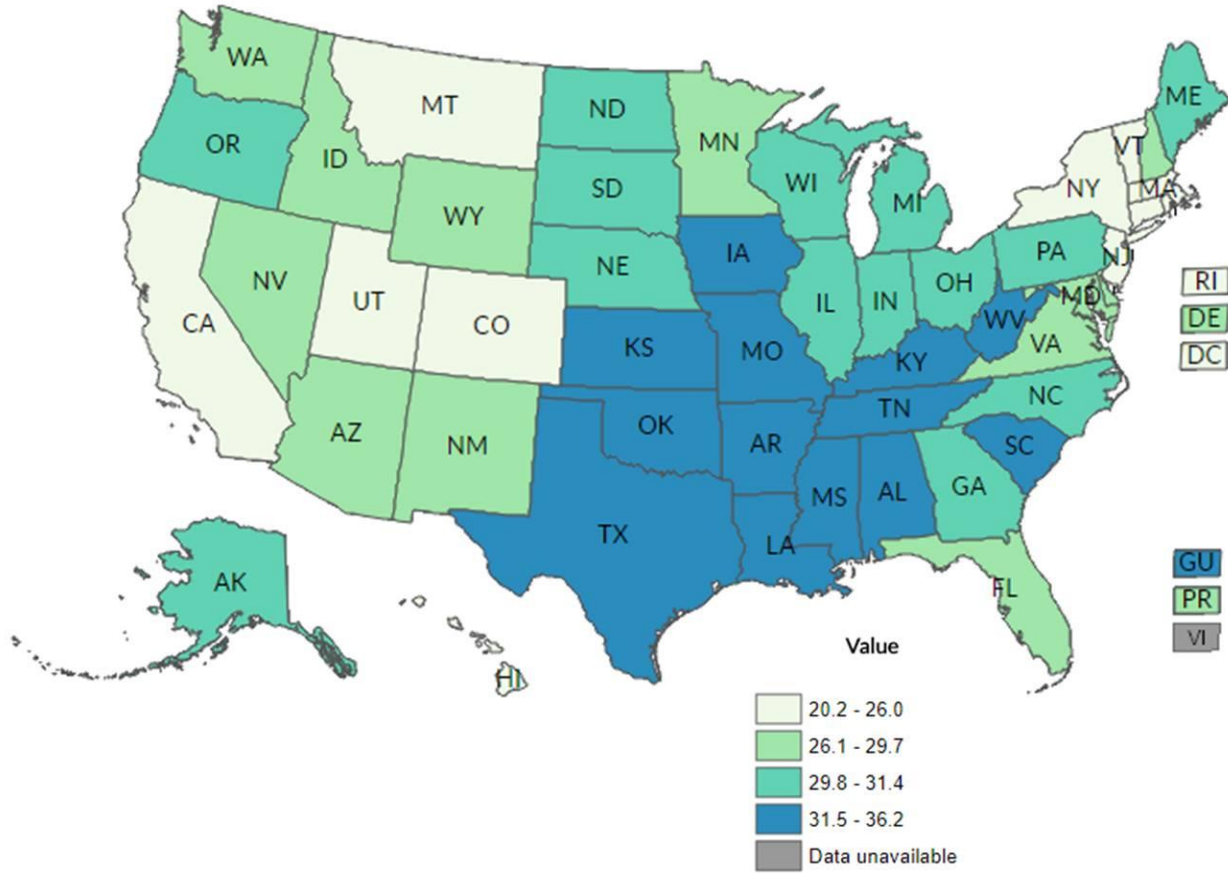 WA
MT
ND
MN
ME
OR
ID
SD
WI
MI
VT
NY
MA
WY
NE
IA
PA
NJ
NV
UT
CO
IL
IN
OH
MD
RI
CA
KS
MO
KY
WV
VA
DE
DC
AZ
NM
OK
AR
TN
NC
SC
TX
LA
MS
AL
GA
GU
AK
FL
PR
HI
VI
Value
20.2 - 26.0
26.1 - 29.7
29.8 - 31.4
31.5 - 36.2
Data unavailable